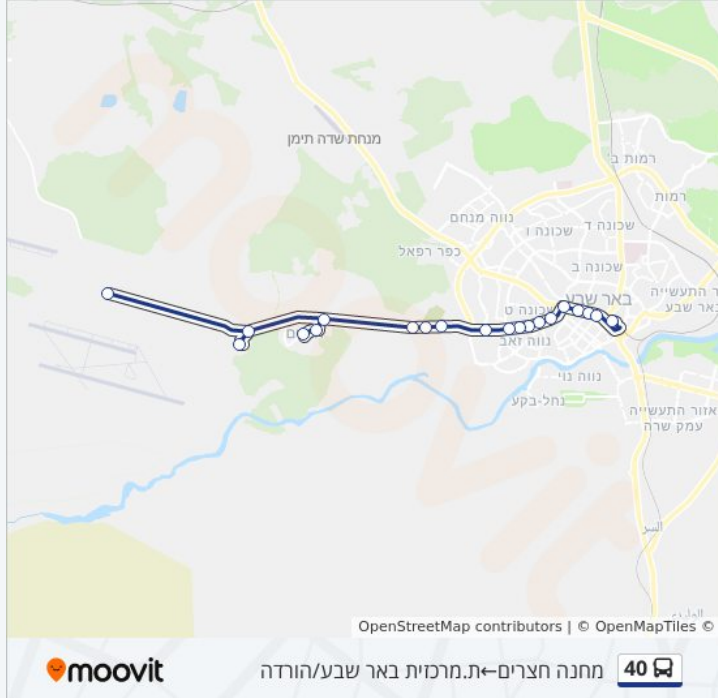 מנחת שדה תימן
רמות ב'
רמות
נווה מנחם
שכונה ד
שכונה ו
כפר רפאל
שכונה ב
באר שבע
שכונה ט
נווה זאב
נווה נוי
נחל-בקע
אזור התעשייה
עמק שרה
السر
OpenStreetMap contributors | © OpenMapTiles ©
moovit
מחנה חצרים←ת.מרכזית באר שבע/הורדה
40